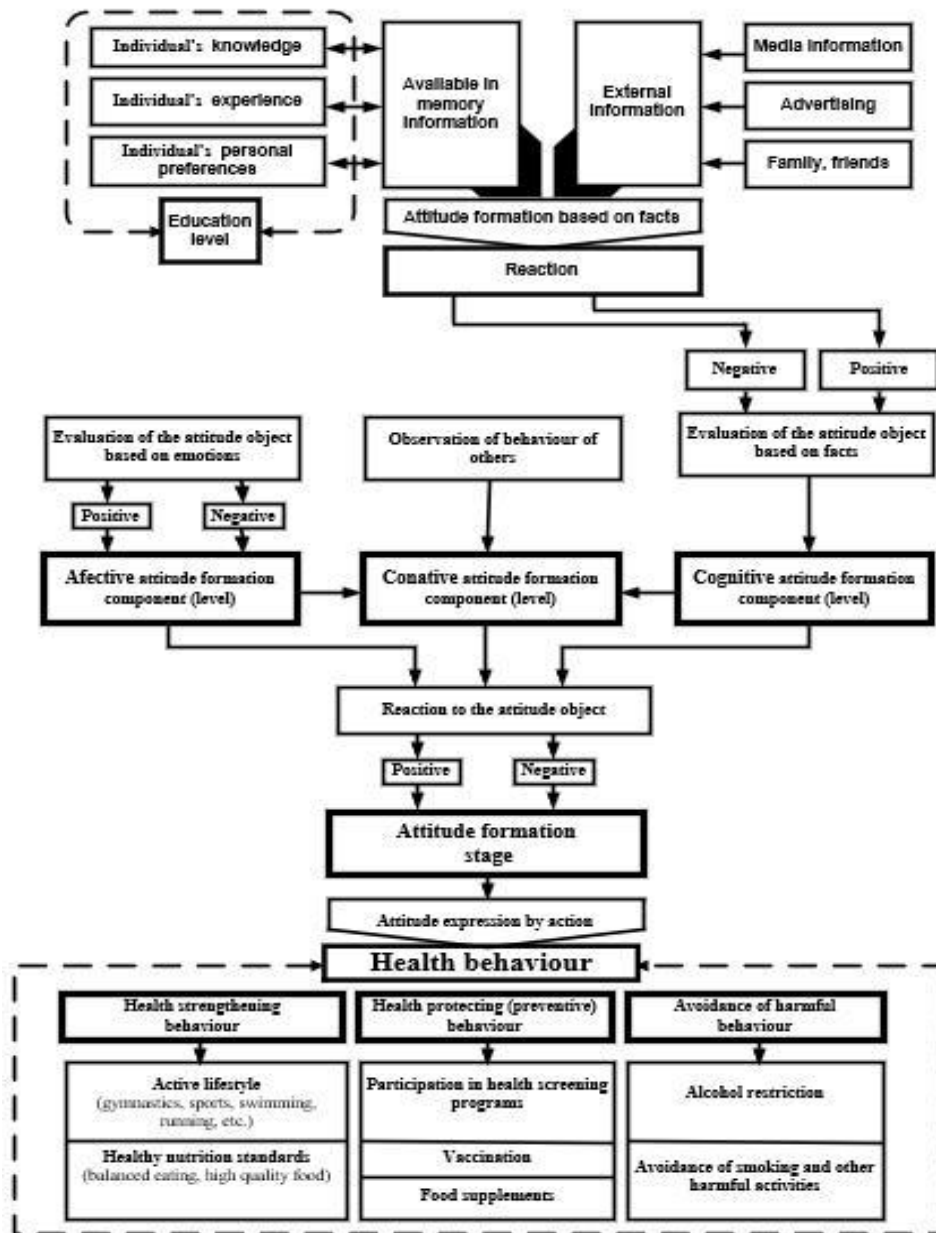 Individual's knowledge
Individual's experience
Individual's personal
preferences
Education
level
Available in
memory
information
External
information
Media information
Advertising
Family, friends
Attitude formation based on facts
Reaction
Negative
Positive
Evaluation of the attitude object
based on emotions
Observation of behaviour of
others
Evaluation of the attitude object
based on facts
Positive
Negative
Afective attitude formation
component (level)
Conative attitude formation
component (level)
Cognitive attitude formation
component (level)
Reaction to the attitude object
Positive
Negative
Attitude formation
stage
Attitude expression by action
Health behaviour
Health strengthening
behaviour
Health protecting (preventive)
behaviour
Avoidance of harmful
behaviour
Active lifestyle
(gymnastics, sports, swimming,
running, etc.)
Healthy nutrition standards
(balanced eating, high quality food)
Participation in health screening
programs
Vaccination
Food supplements
Alcohol restriction
Avoidance of smoking and other
harmful activities